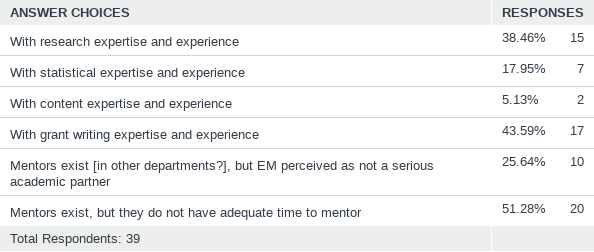 ANSWER CHOICES RESPONSES
With research expertise and experience 38.46% 15
With statistical expertise and experience 17.95% 7
With content expertise and experience 5.13% 2
With grant writing expertise and experience 43.59% 17
Mentors exist [in other departments?], but EM perceived as not a serious 25.64% 10
academic partner
Mentors exist, but they do not have adequate time to mentor 51.28% 20
Total Respondents: 39